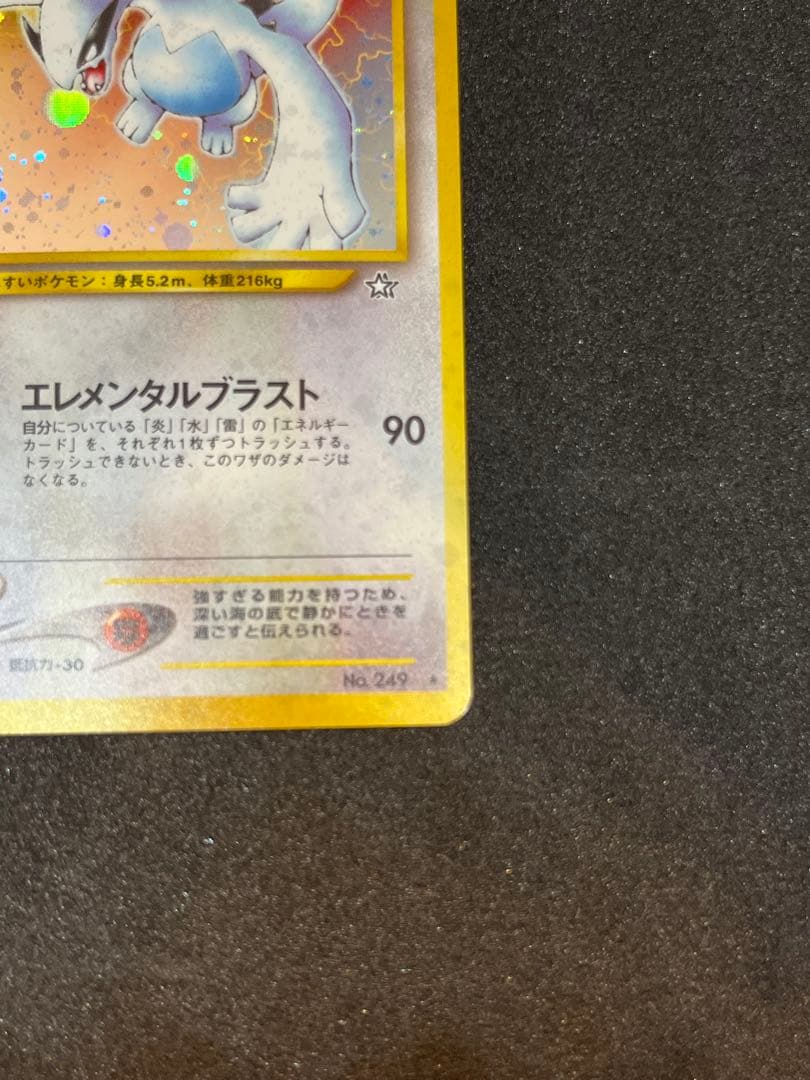 すいポケモン：身長5.2m、体重216kg
エレメンタルブラスト
自分についている「炎」「水」「雷」の「エネルギー
カード」を、それぞれ1枚ずつトラッシュする。
トラッシュできないとき、このワザのダメージは
なくなる。
90
強すぎる能力を持つため、
深い海の底で静かにときを
過ごすと伝えられる。
抵抗力-30
No. 249 ★